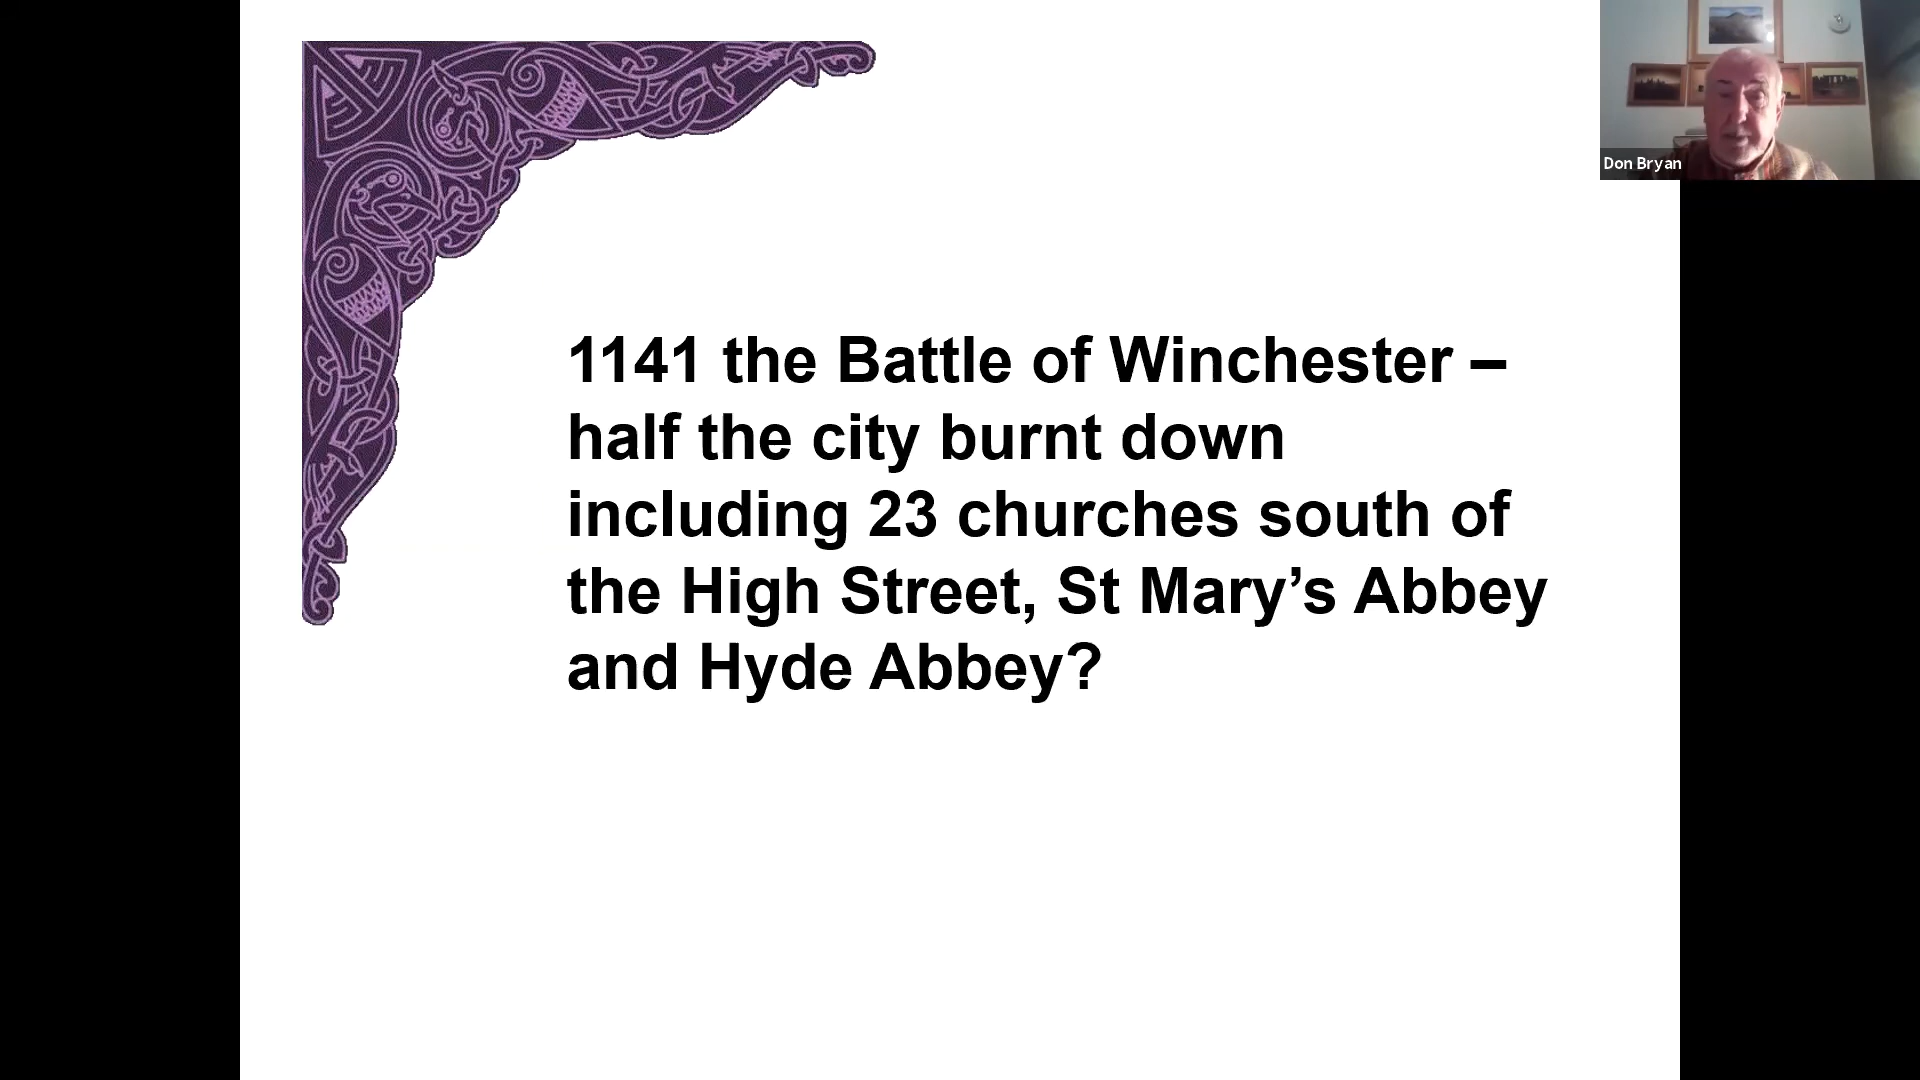 1141 the Battle of Winchester –
half the city burnt down
including 23 churches south of
the High Street, St Mary’s Abbey
and Hyde Abbey?
Don Bryan